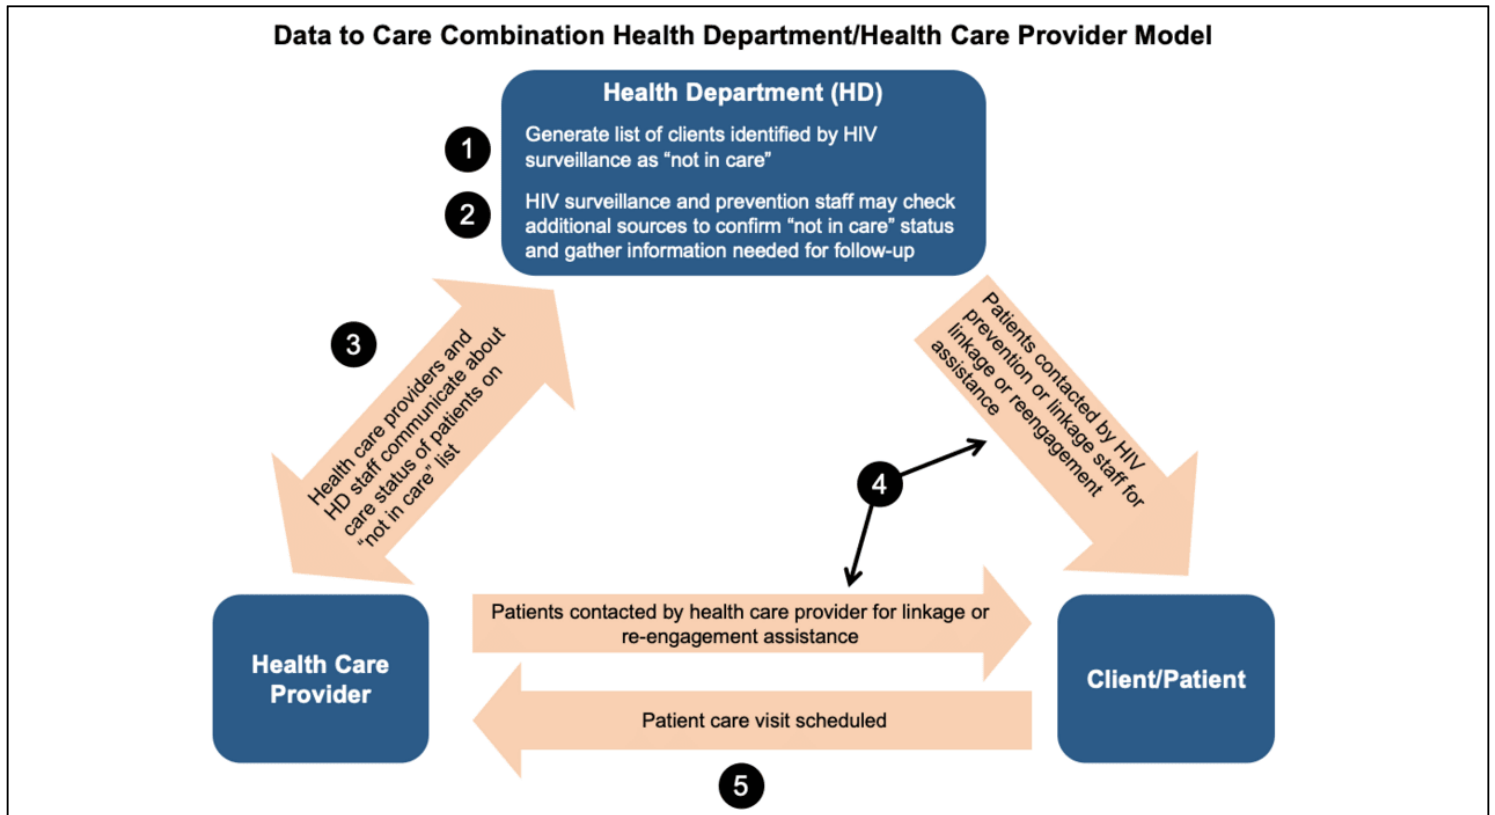 Data to Care Combination Health Department/Health Care Provider Model
Health Department (HD)
1
Generate list of clients identified by HIV
surveillance as “not in care”
2
HIV surveillance and prevention staff may check
additional sources to confirm “not in care” status
and gather information needed for follow-up
3
Health care providers and
HD staff communicate about
care status of patients on
“not in care” list
Patients contacted by HIV
prevention or linkage staff for
linkage or reengagement
assistance
4
Patients contacted by health care provider for linkage or
re-engagement assistance
Health Care
Provider
Client/Patient
Patient care visit scheduled
5